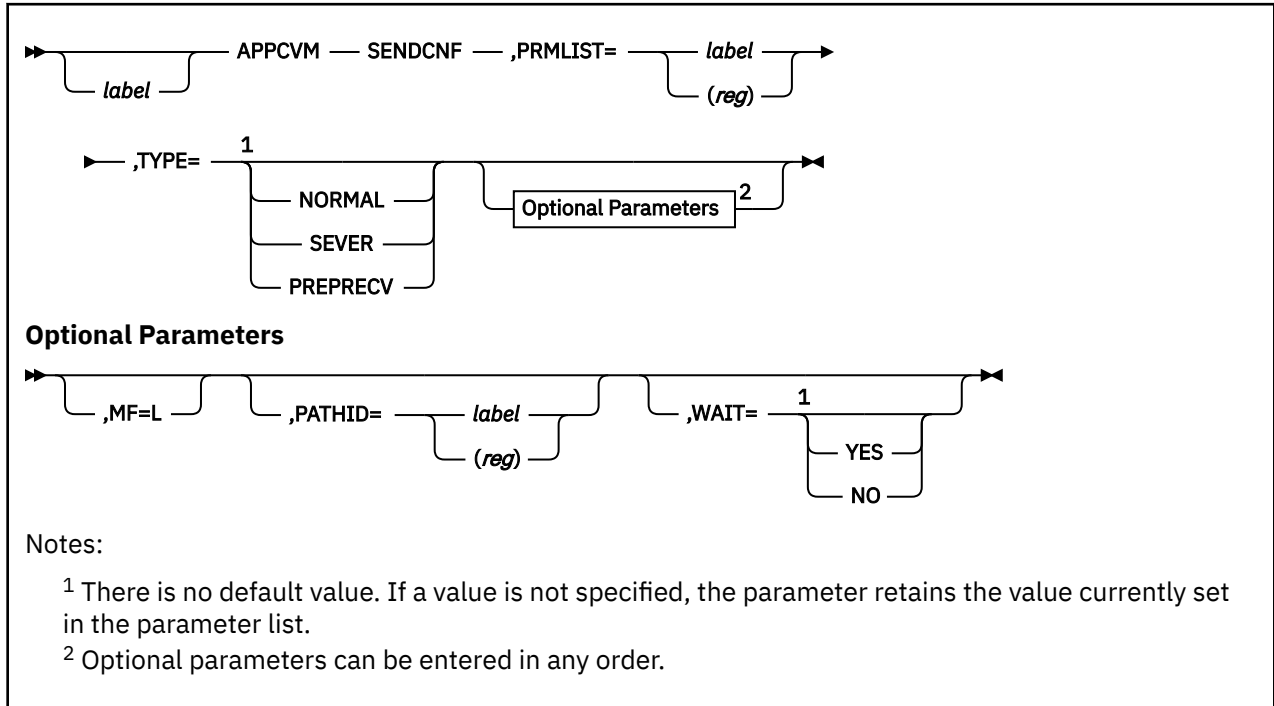 label APPCVM SENDCNF ,PRMLIST= label
(reg)
,TYPE= 1
NORMAL
SEVER
PREPRECV
Optional Parameters 2
Optional Parameters
,MF=L ,PATHID= label
(reg)
,WAIT= 1
YES
NO
Notes:
1 There is no default value. If a value is not specified, the parameter retains the value currently set
in the parameter list.
2 Optional parameters can be entered in any order.